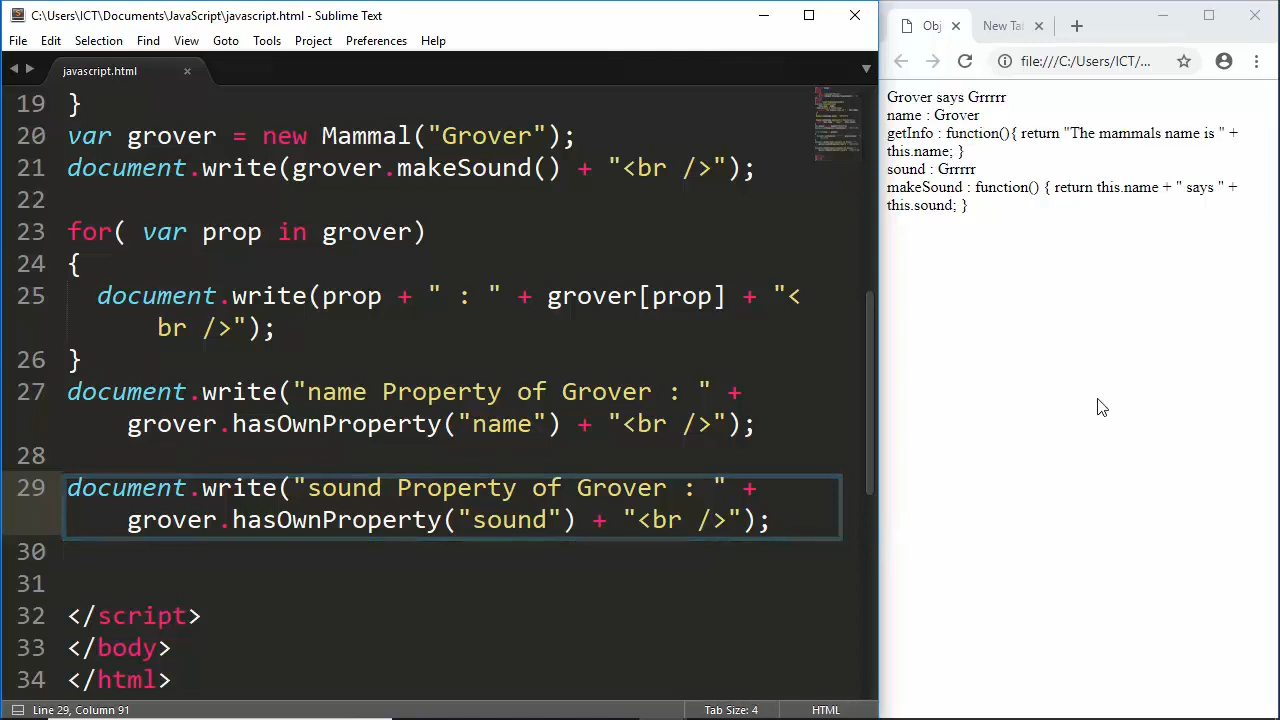 C:\Users\ICT\Documents\JavaScript\javascript.html - Sublime Text
File Edit Selection Find View Goto Tools Project Preferences Help
javascript.html
19 }
20 var grover = new Mammal("Grover");
21 document.write(grover.makeSound() + "<br />");
22
23 for( var prop in grover)
24 {
25 document.write(prop + " : " + grover[prop] + "<
br />");
26 }
27 document.write("name Property of Grover : " +
grover.hasOwnProperty("name") + "<br />");
28
29 document.write("sound Property of Grover : " +
grover.hasOwnProperty("sound") + "<br />");
30
31
32 </script>
33 </body>
34 </html>
Line 29, Column 91 Tab Size: 4 HTML
Obj New Tal
file:///C:/Users/ICT/...
Grover says Grrrrr
name : Grover
getInfo : function(){ return "The mammals name is " +
this.name; }
sound : Grrrrr
makeSound : function() { return this.name + " says " +
this.sound; }